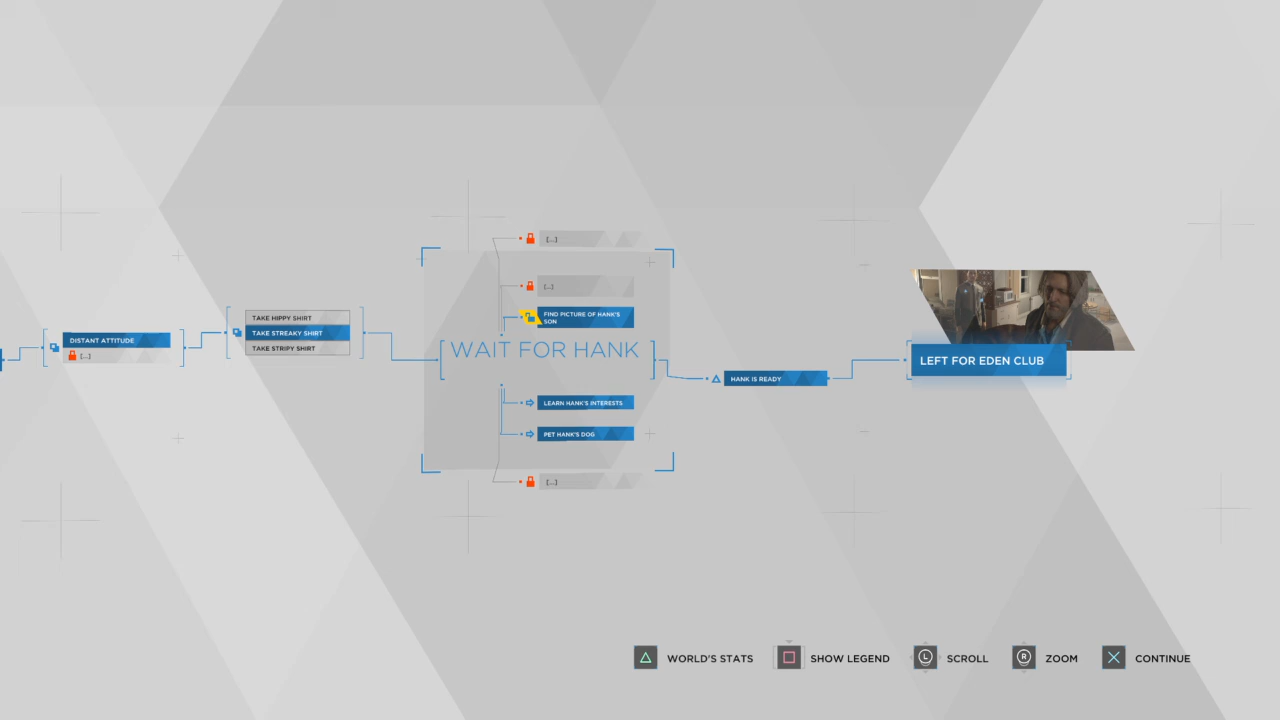 DISTANT ATTITUDE
[...]
TAKE HIPPY SHIRT
TAKE STREAKY SHIRT
TAKE STRIPY SHIRT
[...]
[...]
FIND PICTURE OF HANK'S
SON
WAIT FOR HANK
LEARN HANK'S INTERESTS
PET HANK'S DOG
[...]
HANK IS READY
LEFT FOR EDEN CLUB
WORLD'S STATS
SHOW LEGEND
L
SCROLL
R
ZOOM
CONTINUE